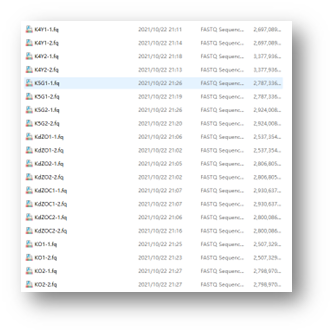 K4Y1-1.fq 2021/10/22 21:11 FASTQ Sequenc... 2,697,089...
K4Y1-2.fq 2021/10/22 21:14 FASTQ Sequenc... 2,697,089...
K4Y2-1.fq 2021/10/22 21:18 FASTQ Sequenc... 3,377,936...
K4Y2-2.fq 2021/10/22 21:13 FASTQ Sequenc... 3,377,936...
K5G1-1.fq 2021/10/22 21:26 FASTQ Sequenc... 2,787,336...
K5G1-2.fq 2021/10/22 21:19 FASTQ Sequenc... 2,787,336...
K5G2-1.fq 2021/10/22 21:26 FASTQ Sequenc... 2,924,008...
K5G2-2.fq 2021/10/22 21:20 FASTQ Sequenc... 2,924,008...
KdZO1-1.fq 2021/10/22 21:06 FASTQ Sequenc... 2,537,354...
KdZO1-2.fq 2021/10/22 21:02 FASTQ Sequenc... 2,537,354...
KdZO2-1.fq 2021/10/22 21:05 FASTQ Sequenc... 2,806,805...
KdZO2-2.fq 2021/10/22 21:02 FASTQ Sequenc... 2,806,805...
KdZOC1-1.fq 2021/10/22 21:07 FASTQ Sequenc... 2,930,637...
KdZOC1-2.fq 2021/10/22 21:07 FASTQ Sequenc... 2,930,637...
KdZOC2-1.fq 2021/10/22 21:06 FASTQ Sequenc... 2,800,086...
KdZOC2-2.fq 2021/10/22 21:16 FASTQ Sequenc... 2,800,086...
KO1-1.fq 2021/10/22 21:25 FASTQ Sequenc... 2,507,329...
KO1-2.fq 2021/10/22 21:23 FASTQ Sequenc... 2,507,329...
KO2-1.fq 2021/10/22 21:27 FASTQ Sequenc... 2,798,970...
KO2-2.fq 2021/10/22 21:27 FASTQ Sequenc... 2,798,970...